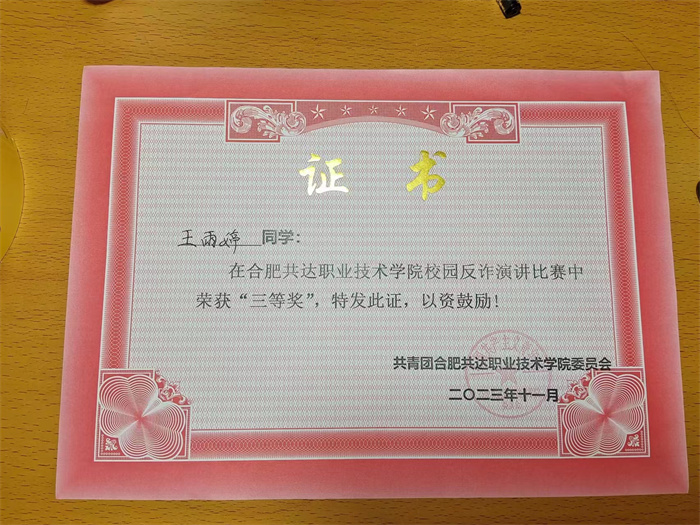 证书
王雨婷 同学：
在合肥共达职业技术学院校园反诈演讲比赛中
荣获“三等奖”，特发此证，以资鼓励！
共青团合肥共达职业技术学院委员会
二〇二三年十一月